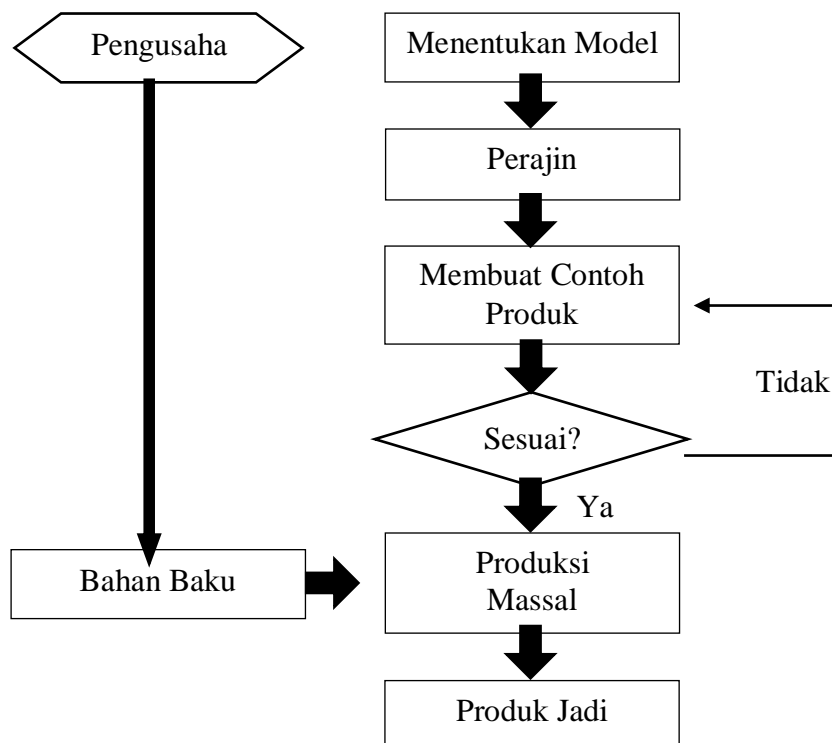 Pengusaha
Menentukan Model
Perajin
Membuat Contoh
Produk
Tidak
Sesuai?
Ya
Bahan Baku
Produksi
Massal
Produk Jadi